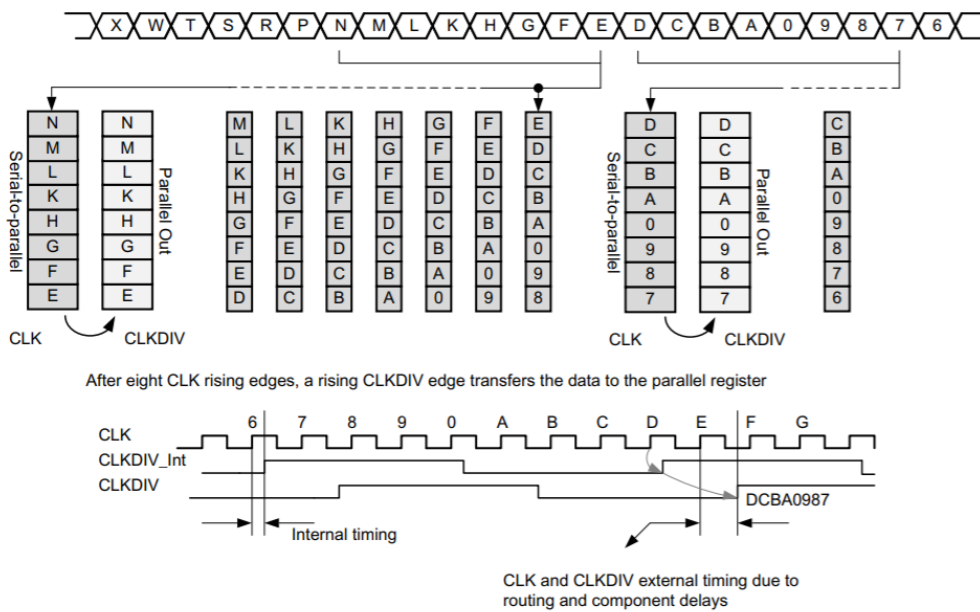 X W T S R P N M L K H G F E D C B A 0 9 8 7 6
N N M L K H G F E D D C
M M L K H G F E D C C B
L L K H G F E D C B B A
K K H G F E D C B A A 0
H H G F E D C B A 0 0 9
G G F E D C B A 0 9 9 8
F F E D C B A 0 9 8 8 7
E E D C B A 0 9 8 7 7 6
Serial-to-parallel
Parallel Out
Serial-to-parallel
Parallel Out
CLK CLKDIV CLK CLKDIV
After eight CLK rising edges, a rising CLKDIV edge transfers the data to the parallel register
6 7 8 9 0 A B C D E F G
CLK
CLKDIV_Int
CLKDIV
DCBA0987
Internal timing
CLK and CLKDIV external timing due to
routing and component delays